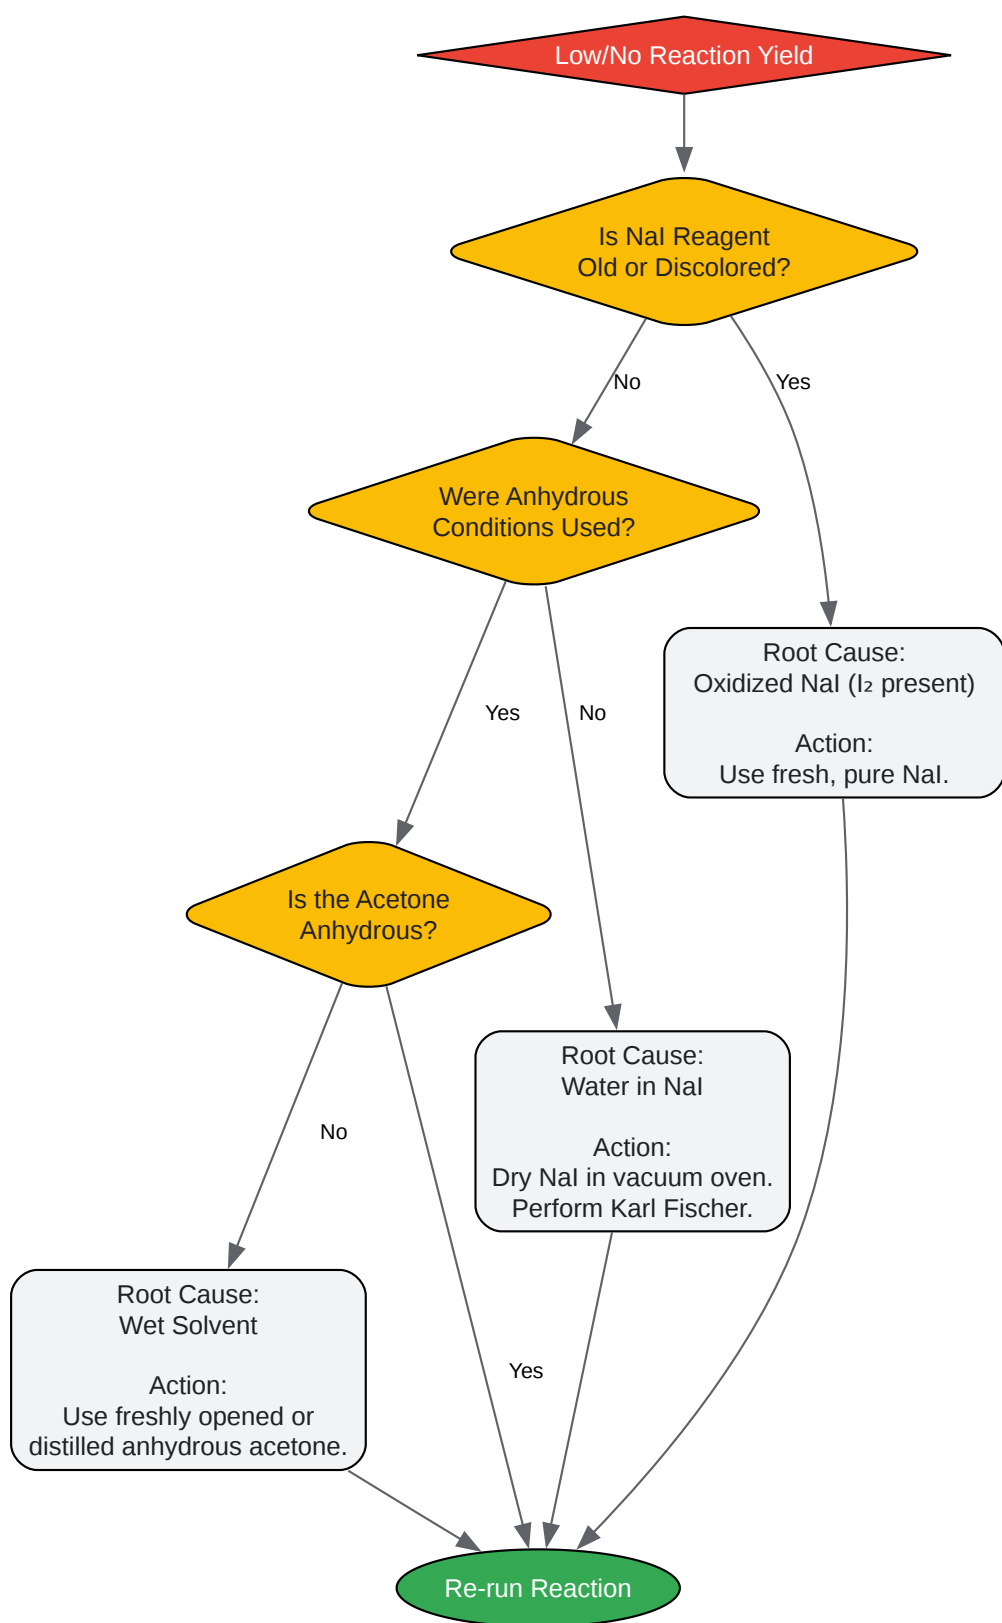 Low/No Reaction Yield
Is NaI Reagent
Old or Discolored?
No
Yes
Were Anhydrous
Conditions Used?
Yes
No
Root Cause:
Oxidized NaI (I₂ present)
Action:
Use fresh, pure NaI.
Is the Acetone
Anhydrous?
No
Yes
Root Cause:
Water in NaI
Action:
Dry NaI in vacuum oven.
Perform Karl Fischer.
Root Cause:
Wet Solvent
Action:
Use freshly opened or
distilled anhydrous acetone.
Re-run Reaction